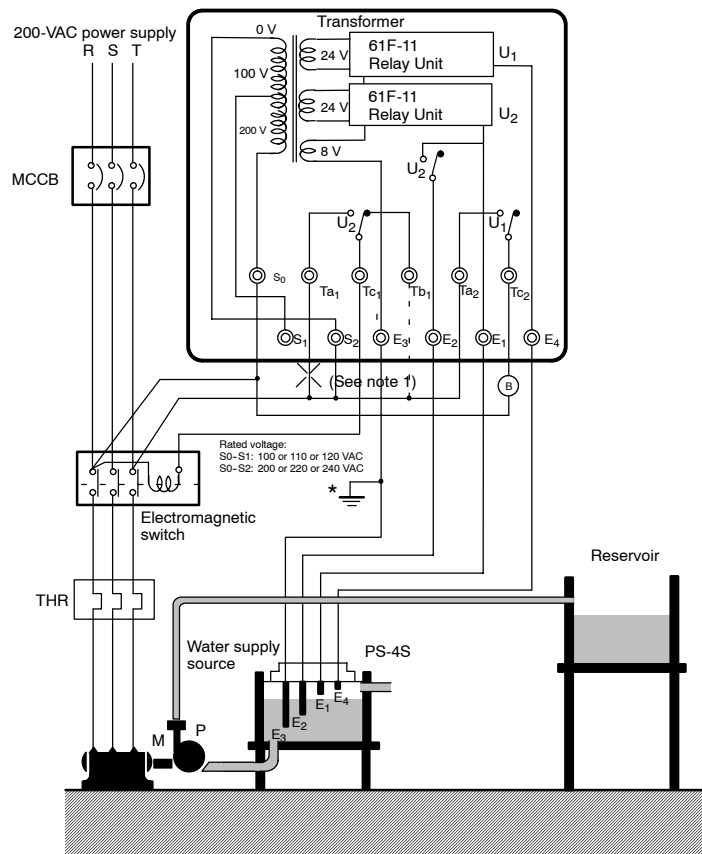 Transformer
200-VAC power supply
R S T
0 V
100 V
200 V
24 V
61F-11
Relay Unit
U1
24 V
61F-11
Relay Unit
U2
8 V
MCCB
U2
U2
U1
S0
Ta1
Tc1
Tb1
Ta2
Tc2
S1
S2
E3
E2
E1
E4
(See note 1)
B
Rated voltage:
S0-S1: 100 or 110 or 120 VAC
S0-S2: 200 or 220 or 240 VAC
*
Electromagnetic
switch
Reservoir
THR
Water supply
source
PS-4S
E4
E1
E2
E3
M
P